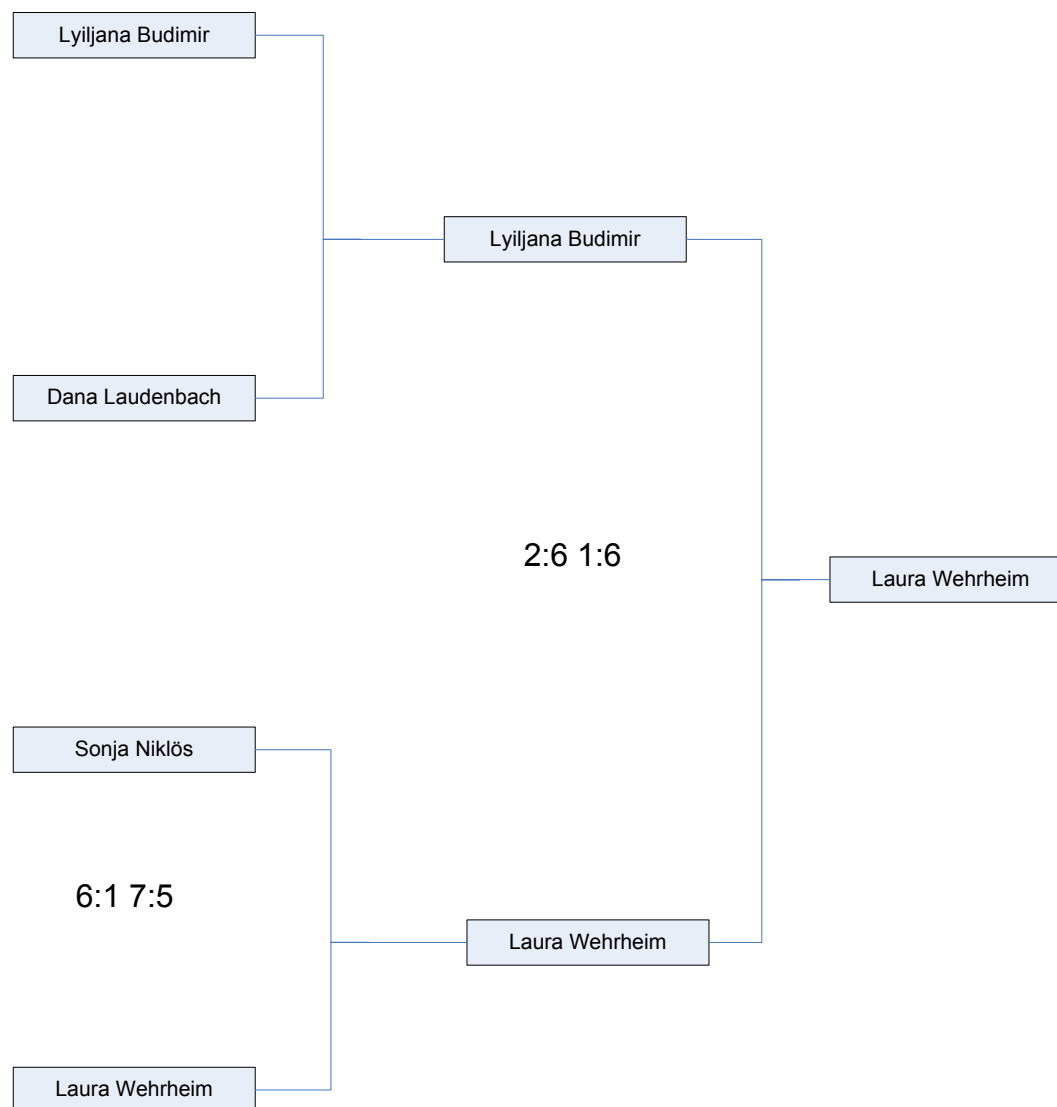 Lyiljana Budimir
Lyiljana Budimir
Dana Laudenbach
2:6 1:6
Laura Wehrheim
Sonja Niklös
6:1 7:5
Laura Wehrheim
Laura Wehrheim